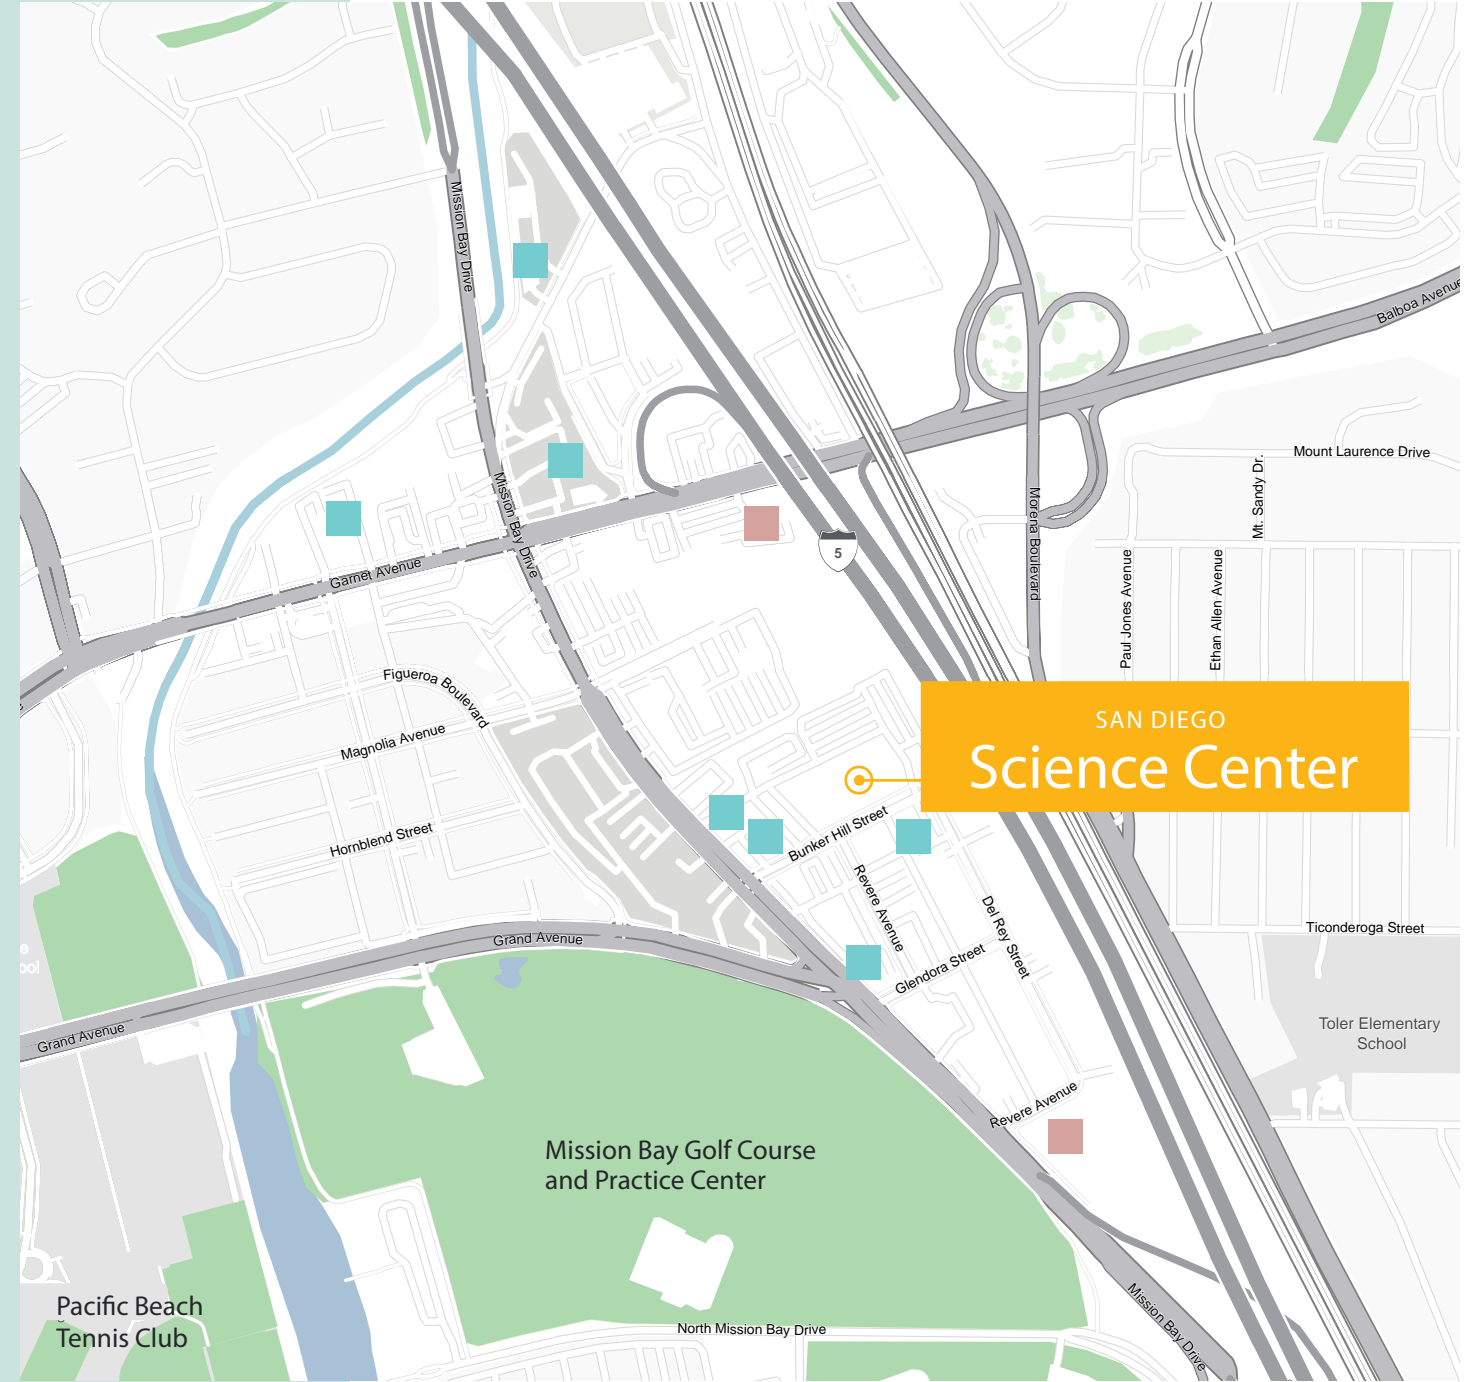 Mission Bay Drive
Balboa Avenue
Mount Laurence Drive
Mt. Sandy Dr.
Mission Bay Drive
Morena Boulevard
5
Garnet Avenue
Paul Jones Avenue
Ethan Allen Avenue
Figueroa Boulevard
SAN DIEGO
Science Center
Magnolia Avenue
Bunker Hill Street
Hornblend Street
Revere Avenue
Del Rey Street
Ticonderoga Street
Grand Avenue
Glendora Street
Grand Avenue
Toler Elementary
School
Revere Avenue
Mission Bay Golf Course
and Practice Center
Pacific Beach
Tennis Club
Mission Bay Drive
North Mission Bay Drive